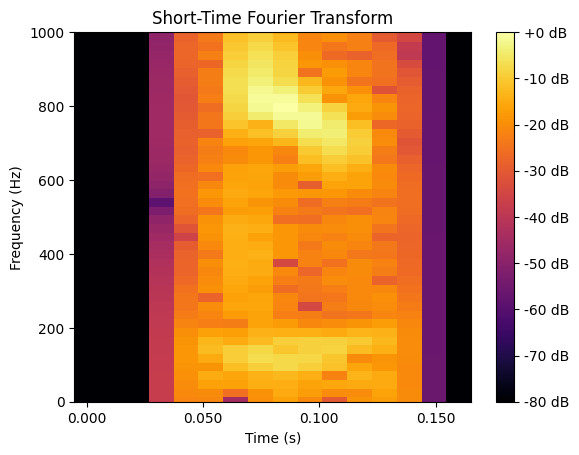 Short-Time Fourier Transform
1000
800
600
400
200
0
Frequency (Hz)
0.000
0.050
0.100
0.150
Time (s)
+0 dB
-10 dB
-20 dB
-30 dB
-40 dB
-50 dB
-60 dB
-70 dB
-80 dB